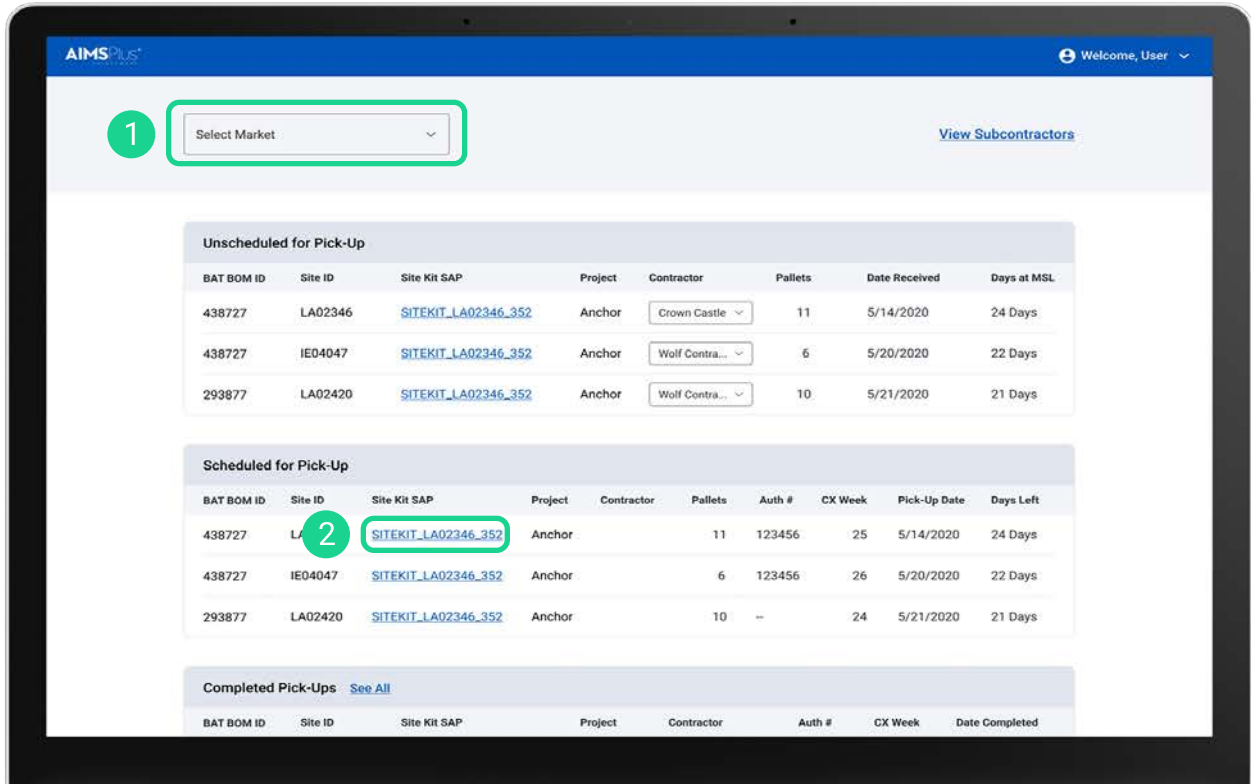 AIMSPlus
Welcome, User
1
Select Market
View Subcontractors
Unscheduled for Pick-Up
BAT BOM ID Site ID Site Kit SAP Project Contractor Pallets Date Received Days at MSL
438727 LA02346 SITEKIT_LA02346_352 Anchor Crown Castle 11 5/14/2020 24 Days
438727 IE04047 SITEKIT_LA02346_352 Anchor Wolf Contra... 6 5/20/2020 22 Days
293877 LA02420 SITEKIT_LA02346_352 Anchor Wolf Contra... 10 5/21/2020 21 Days
Scheduled for Pick-Up
BAT BOM ID Site ID Site Kit SAP Project Contractor Pallets Auth # CX Week Pick-Up Date Days Left
438727 LA 2 SITEKIT_LA02346_352 Anchor 11 123456 25 5/14/2020 24 Days
438727 IE04047 SITEKIT_LA02346_352 Anchor 6 123456 26 5/20/2020 22 Days
293877 LA02420 SITEKIT_LA02346_352 Anchor 10 -- 24 5/21/2020 21 Days
Completed Pick-Ups See All
BAT BOM ID Site ID Site Kit SAP Project Contractor Auth # CX Week Date Completed